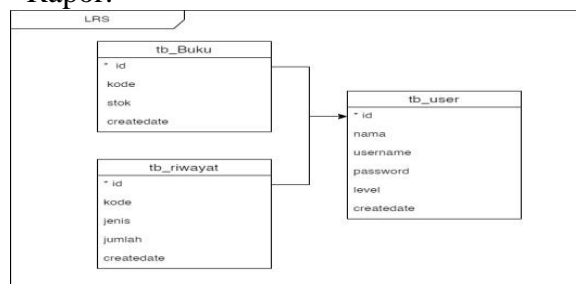 Rapor.
LRS
tb_Buku
* id
kode
stok
createdate
tb_riwayat
* id
kode
jenis
jumlah
createdate
tb_user
* id
nama
username
password
level
createdate